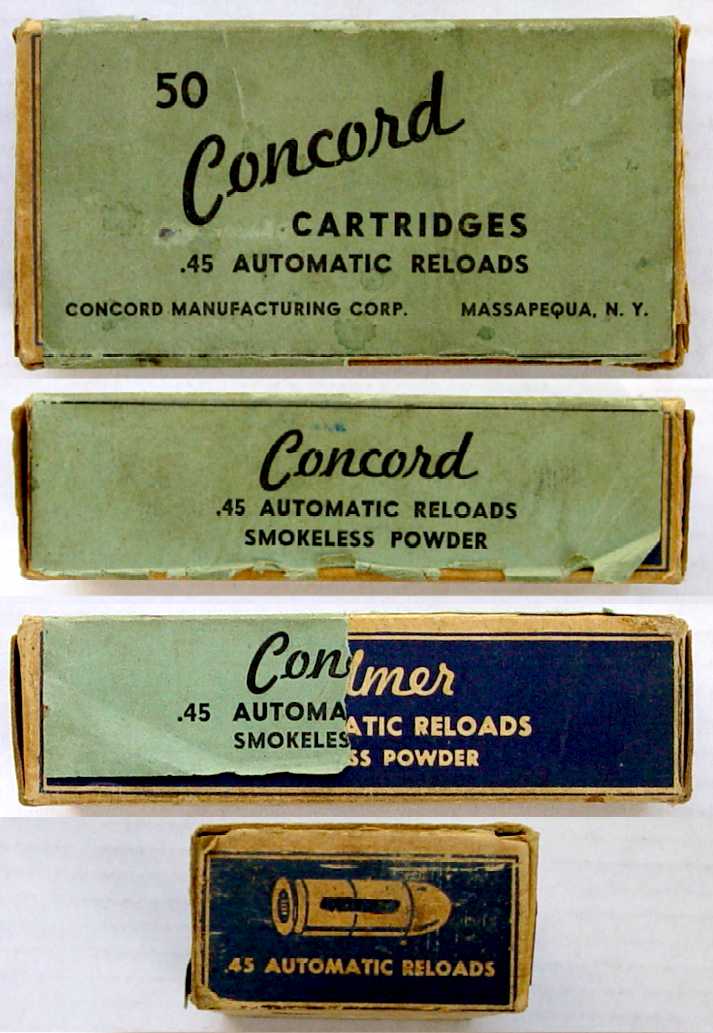 50
Concord
CARTRIDGES
.45 AUTOMATIC RELOADS
CONCORD MANUFACTURING CORP. MASSAPEQUA, N. Y.
Concord
.45 AUTOMATIC RELOADS
SMOKELESS POWDER
Con lmer
.45 AUTOMA ATIC RELOADS
SMOKELES SS POWDER
.45 AUTOMATIC RELOADS